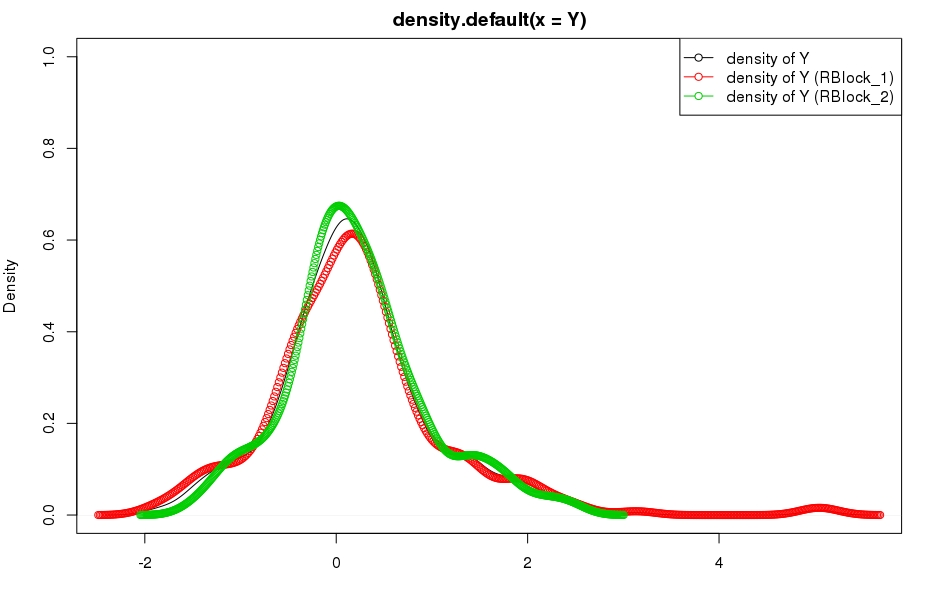 density.default(x = Y)
density of Y
density of Y (RBlock_1)
density of Y (RBlock_2)
Density
1.0
0.8
0.6
0.4
0.2
0.0
-2
0
2
4